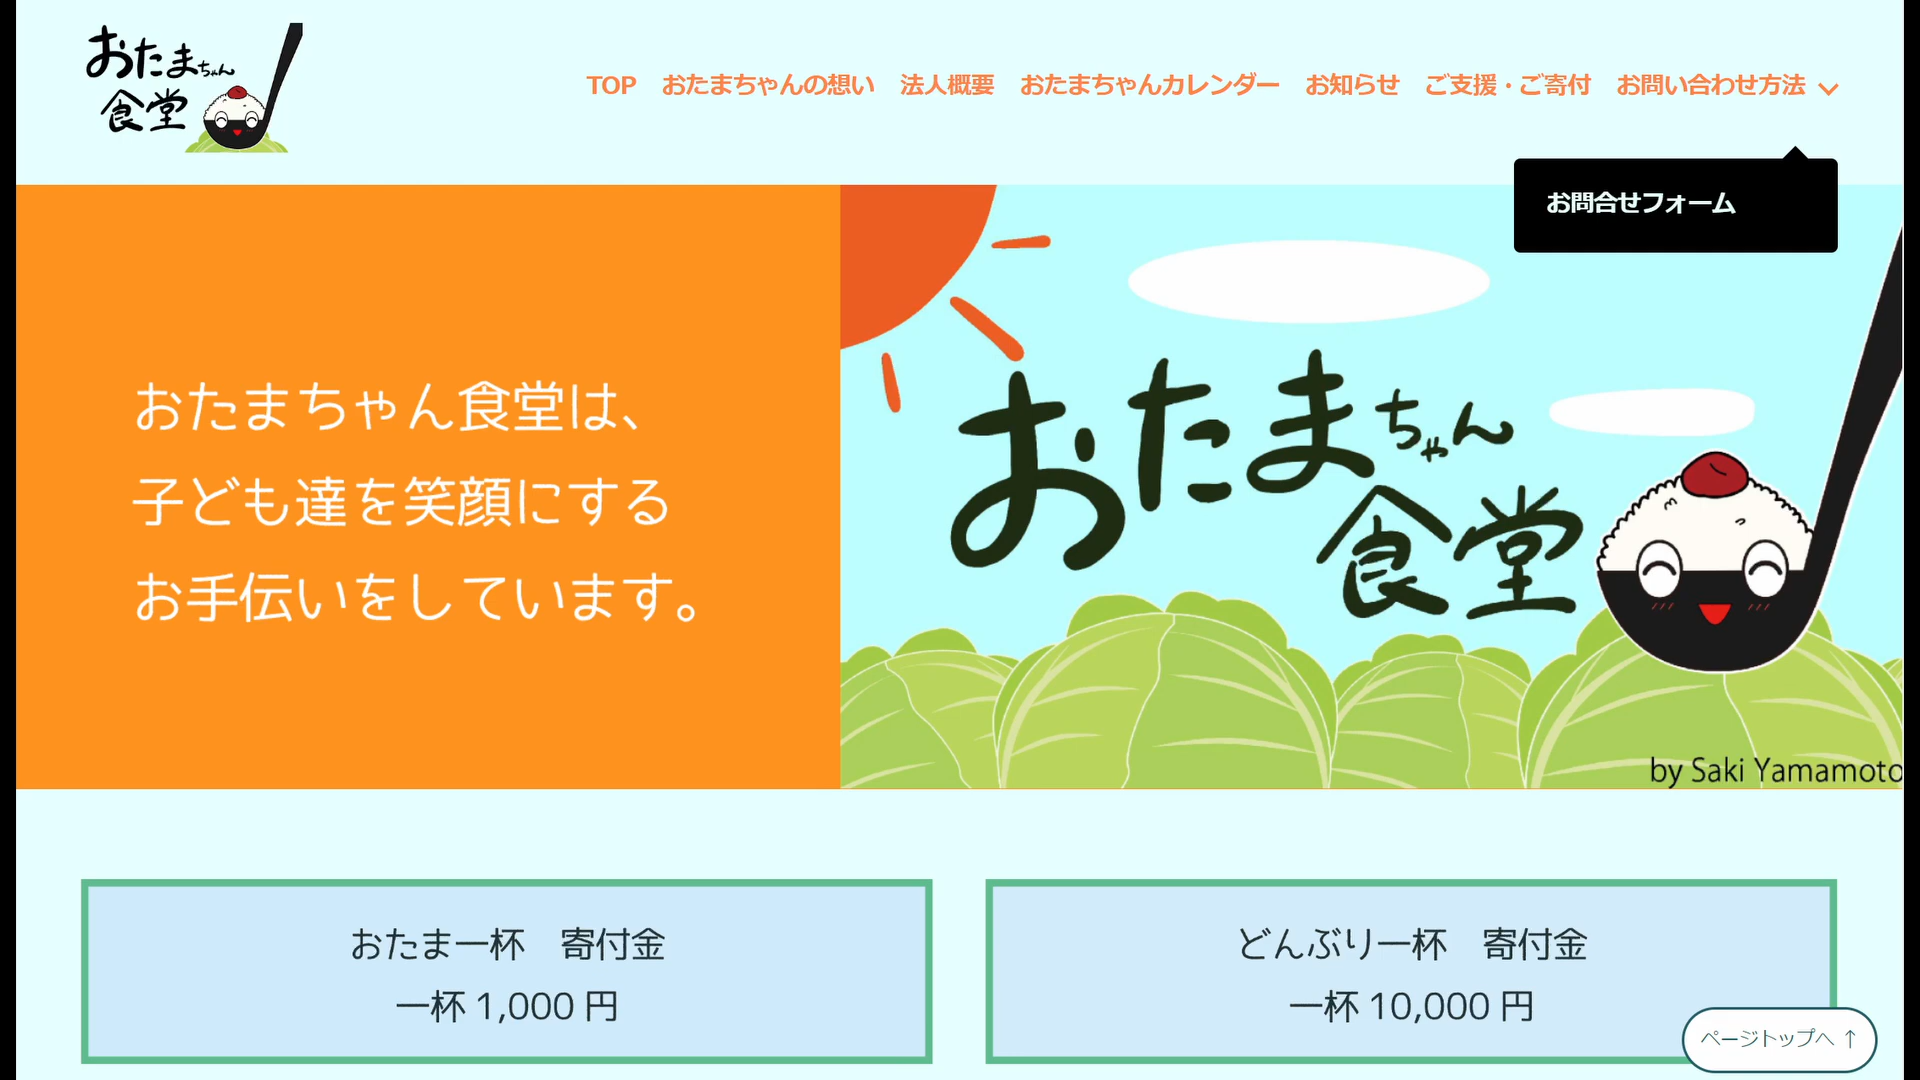 おたまちゃん
食堂
TOP おたまちゃんの想い 法人概要 おたまちゃんカレンダー お知らせ ご支援・ご寄付 お問い合わせ方法
お問合せフォーム
おたまちゃん食堂は、
子ども達を笑顔にする
お手伝いをしています。
おたまちゃん
食堂
by Saki Yamamoto
おたま一杯　寄付金
一杯 1,000 円
どんぶり一杯　寄付金
一杯 10,000 円
ページトップへ ↑